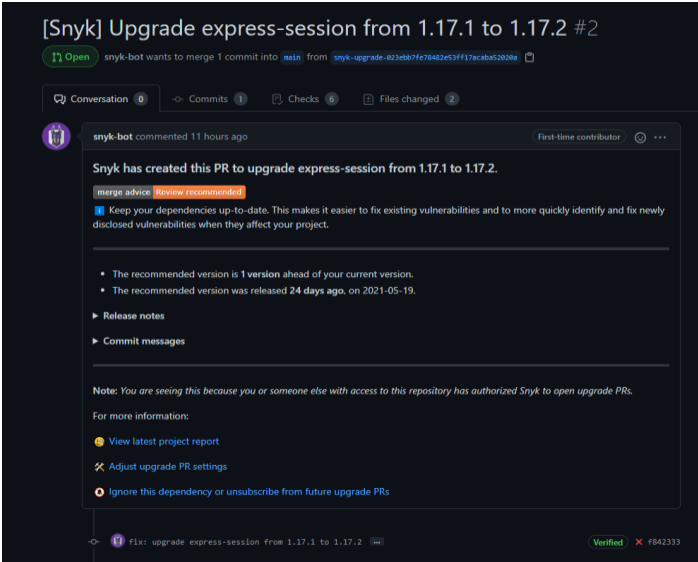 [Snyk] Upgrade express-session from 1.17.1 to 1.17.2 #2
Open snyk-bot wants to merge 1 commit into main from snyk-upgrade-023ebb7fe78482e53ff17acaba52020a
Conversation 0 Commits 1 Checks 6 Files changed 2
snyk-bot commented 11 hours ago First-time contributor ...
Snyk has created this PR to upgrade express-session from 1.17.1 to 1.17.2.
merge advice Review recommended
Keep your dependencies up-to-date. This makes it easier to fix existing vulnerabilities and to more quickly identify and fix newly
disclosed vulnerabilities when they affect your project.
• The recommended version is 1 version ahead of your current version.
• The recommended version was released 24 days ago, on 2021-05-19.
Release notes
Commit messages
Note: You are seeing this because you or someone else with access to this repository has authorized Snyk to open upgrade PRs.
For more information:
View latest project report
Adjust upgrade PR settings
Ignore this dependency or unsubscribe from future upgrade PRs
fix: upgrade express-session from 1.17.1 to 1.17.2 ... Verified f842333